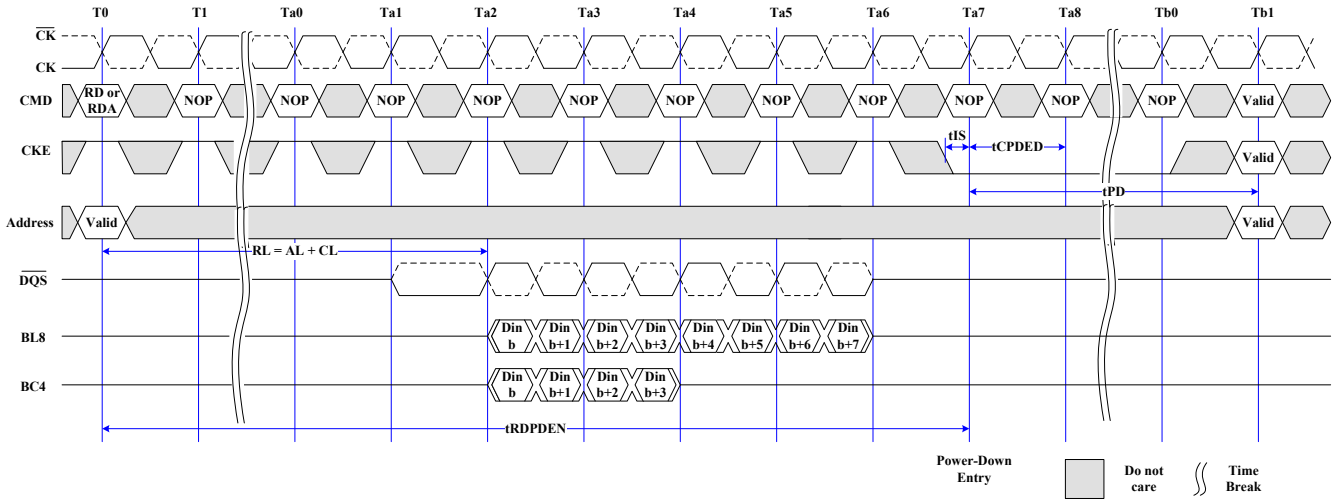 T0 T1 Ta0 Ta1 Ta2 Ta3 Ta4 Ta5 Ta6 Ta7 Ta8 Tb0 Tb1
CK
CK
CMD RD or RDA NOP NOP NOP NOP NOP NOP NOP NOP NOP NOP NOP Valid
CKE tIS tCPDED Valid
tPD
Address Valid Valid
RL = AL + CL
DQS
BL8 Din b Din b+1 Din b+2 Din b+3 Din b+4 Din b+5 Din b+6 Din b+7
BC4 Din b Din b+1 Din b+2 Din b+3
tRDPDEN
Power-Down
Entry
Do not
care
Time
Break